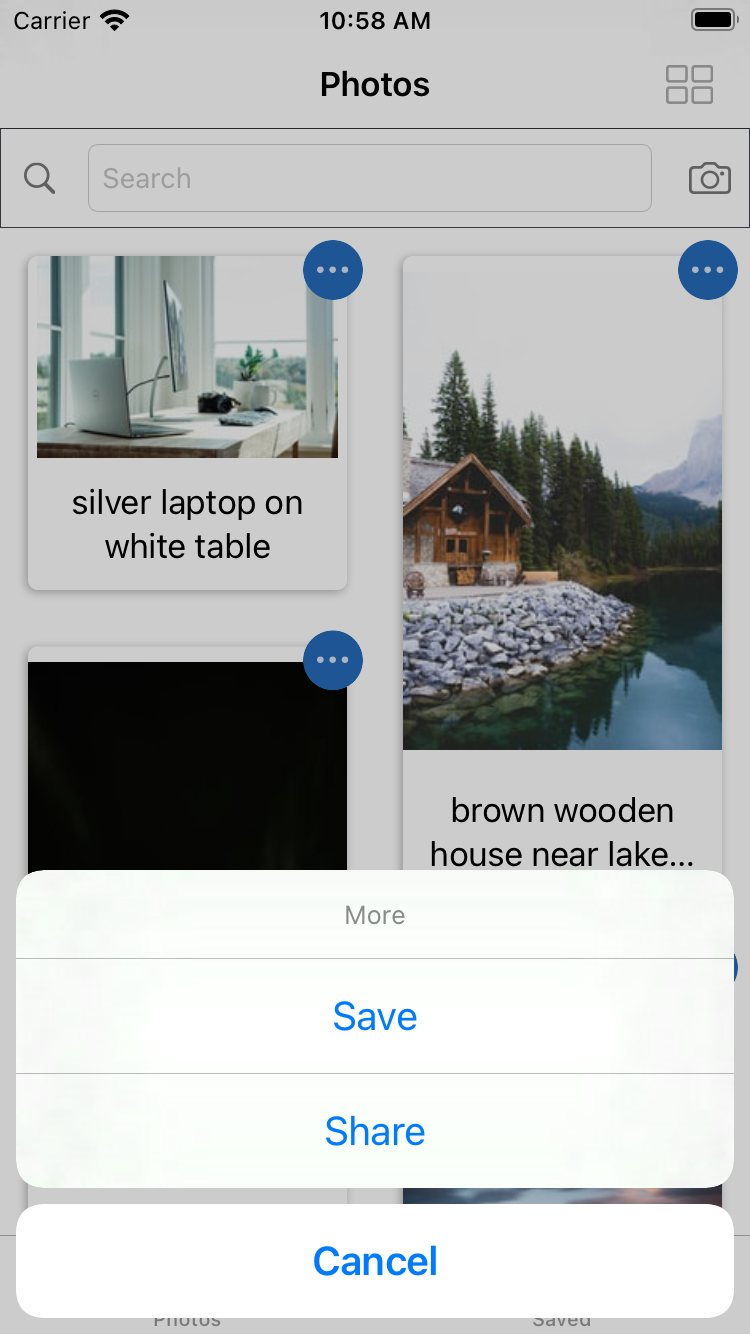 Carrier 10:58 AM
Photos
Search
silver laptop on
white table
brown wooden
house near lake...
More
Save
Share
Cancel
Photos Saved